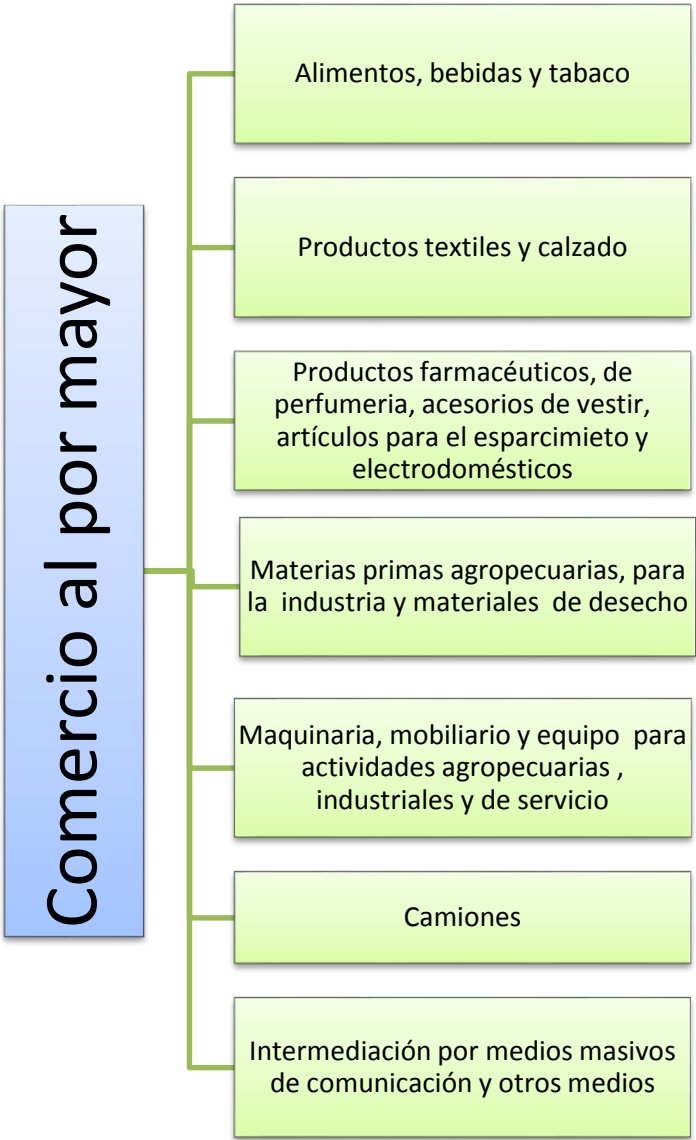 Comercio al por mayor
Alimentos, bebidas y tabaco
Productos textiles y calzado
Productos farmacéuticos, de
perfumeria, acesorios de vestir,
artículos para el esparcimieto y
electrodomésticos
Materias primas agropecuarias, para
la industria y materiales de desecho
Maquinaria, mobiliario y equipo para
actividades agropecuarias ,
industriales y de servicio
Camiones
Intermediación por medios masivos
de comunicación y otros medios